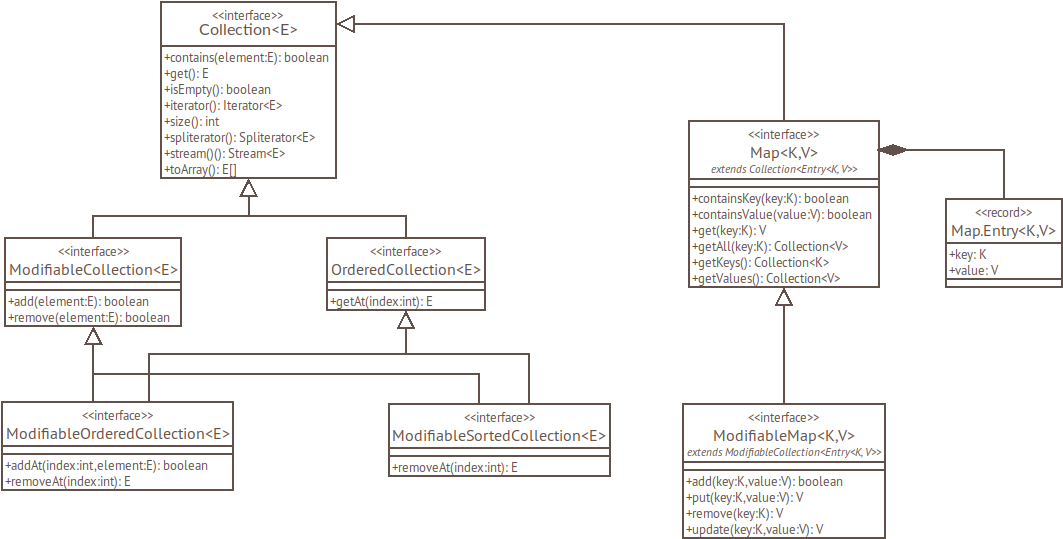 <<interface>>
Collection<E>
+contains(element:E): boolean
+get(): E
+isEmpty(): boolean
+iterator(): Iterator<E>
+size(): int
+spliterator(): Spliterator<E>
+stream()(): Stream<E>
+toArray(): E[]
<<interface>>
Map<K,V>
extends Collection<Entry<K,V>>
+containsKey(key:K): boolean
+containsValue(value:V): boolean
+get(key:K): V
+getAll(key:K): Collection<V>
+getKeys(): Collection<K>
+getValues(): Collection<V>
<<record>>
Map.Entry<K,V>
+key: K
+value: V
<<interface>>
ModifiableCollection<E>
+add(element:E): boolean
+remove(element:E): boolean
<<interface>>
OrderedCollection<E>
+getAt(index:int): E
<<interface>>
ModifiableOrderedCollection<E>
+addAt(index:int,element:E): boolean
+removeAt(index:int): E
<<interface>>
ModifiableSortedCollection<E>
+removeAt(index:int): E
<<interface>>
ModifiableMap<K,V>
extends ModifiableCollection<Entry<K,V>>
+add(key:K,value:V): boolean
+put(key:K,value:V): V
+remove(key:K): V
+update(key:K,value:V): V